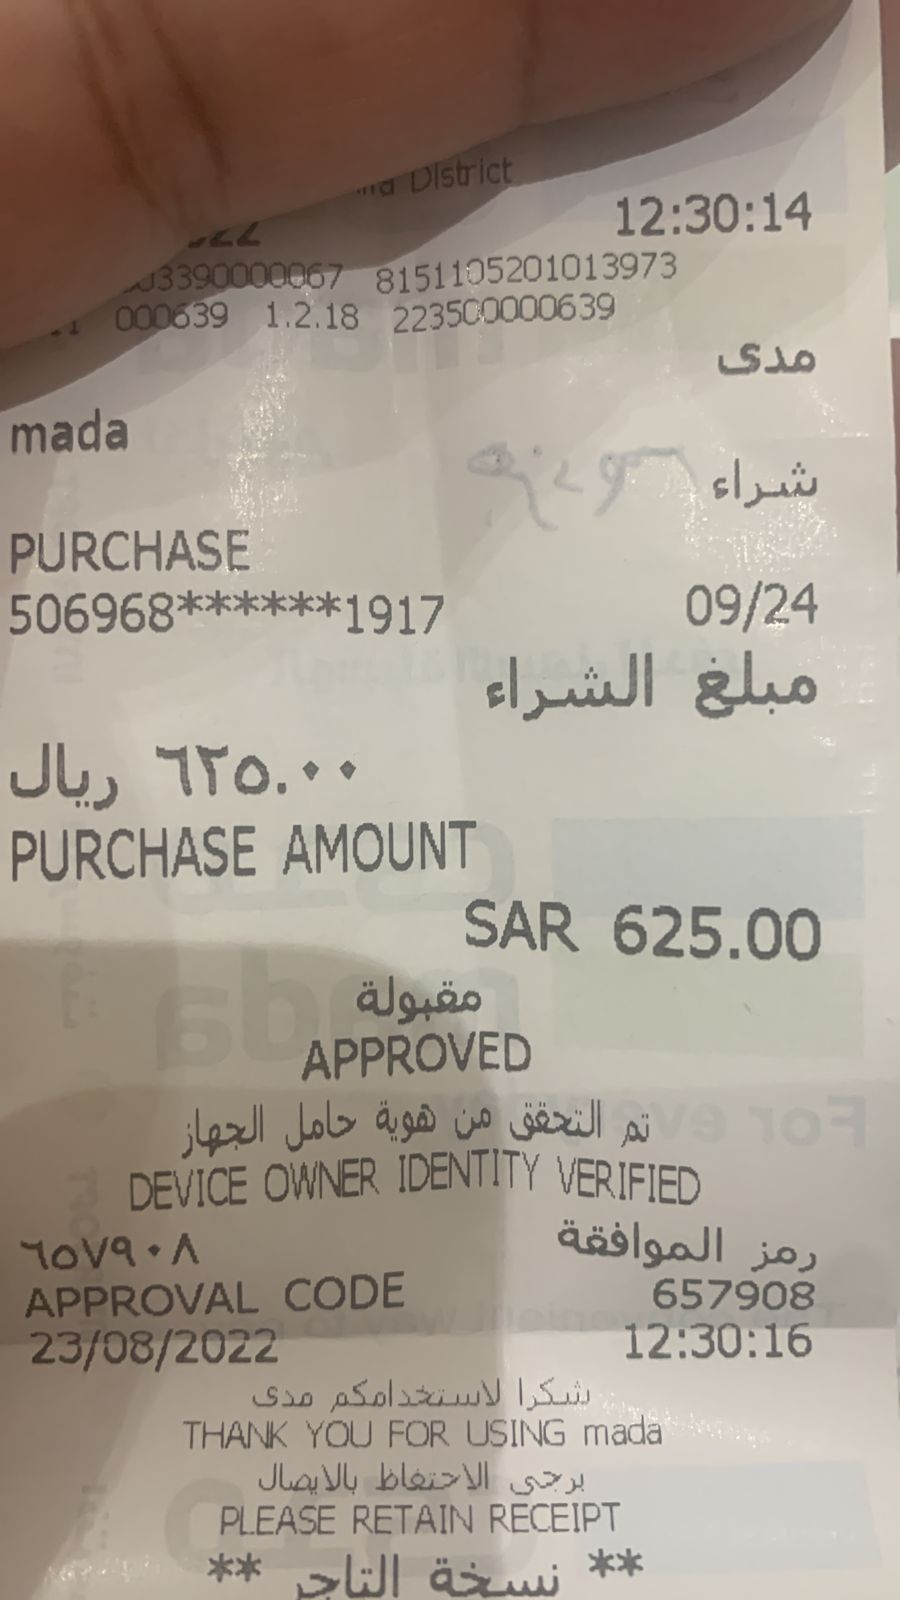 District
12:30:14
3390000067 8151105201013973
000639 1.2.18 223500000639
مدى
mada
شراء
PURCHASE
506968******1917 09/24
مبلغ الشراء
٦٢٥.٠٠ ريال
PURCHASE AMOUNT
SAR 625.00
مقبولة
APPROVED
تم التحقق من هوية حامل الجهاز
DEVICE OWNER IDENTITY VERIFIED
رمز الموافقة ٦٥٧٩٠٨
APPROVAL CODE 657908
23/08/2022 12:30:16
شكرا لاستخدامكم مدى
THANK YOU FOR USING mada
يرجى الاحتفاظ بالايصال
PLEASE RETAIN RECEIPT
** نسخة التاجر **